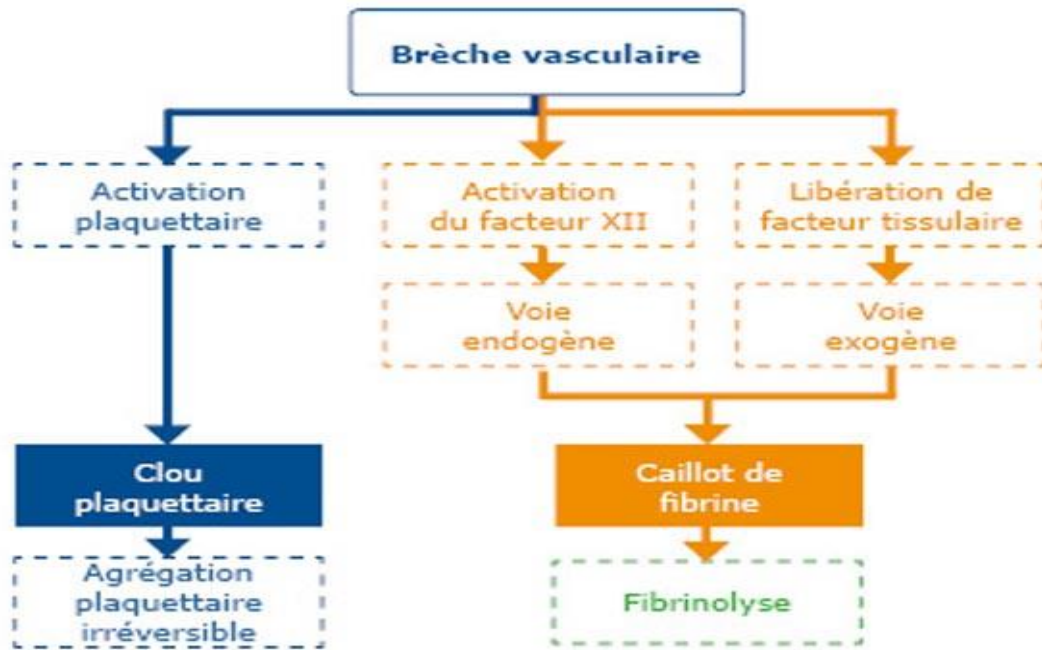 Brèche vasculaire
Activation
plaquettaire
Activation
du facteur XII
Libération de
facteur tissulaire
Voie
endogène
Voie
exogène
Clou
plaquettaire
Caillot de
fibrine
Agrégation
plaquettaire
irréversible
Fibrinolyse